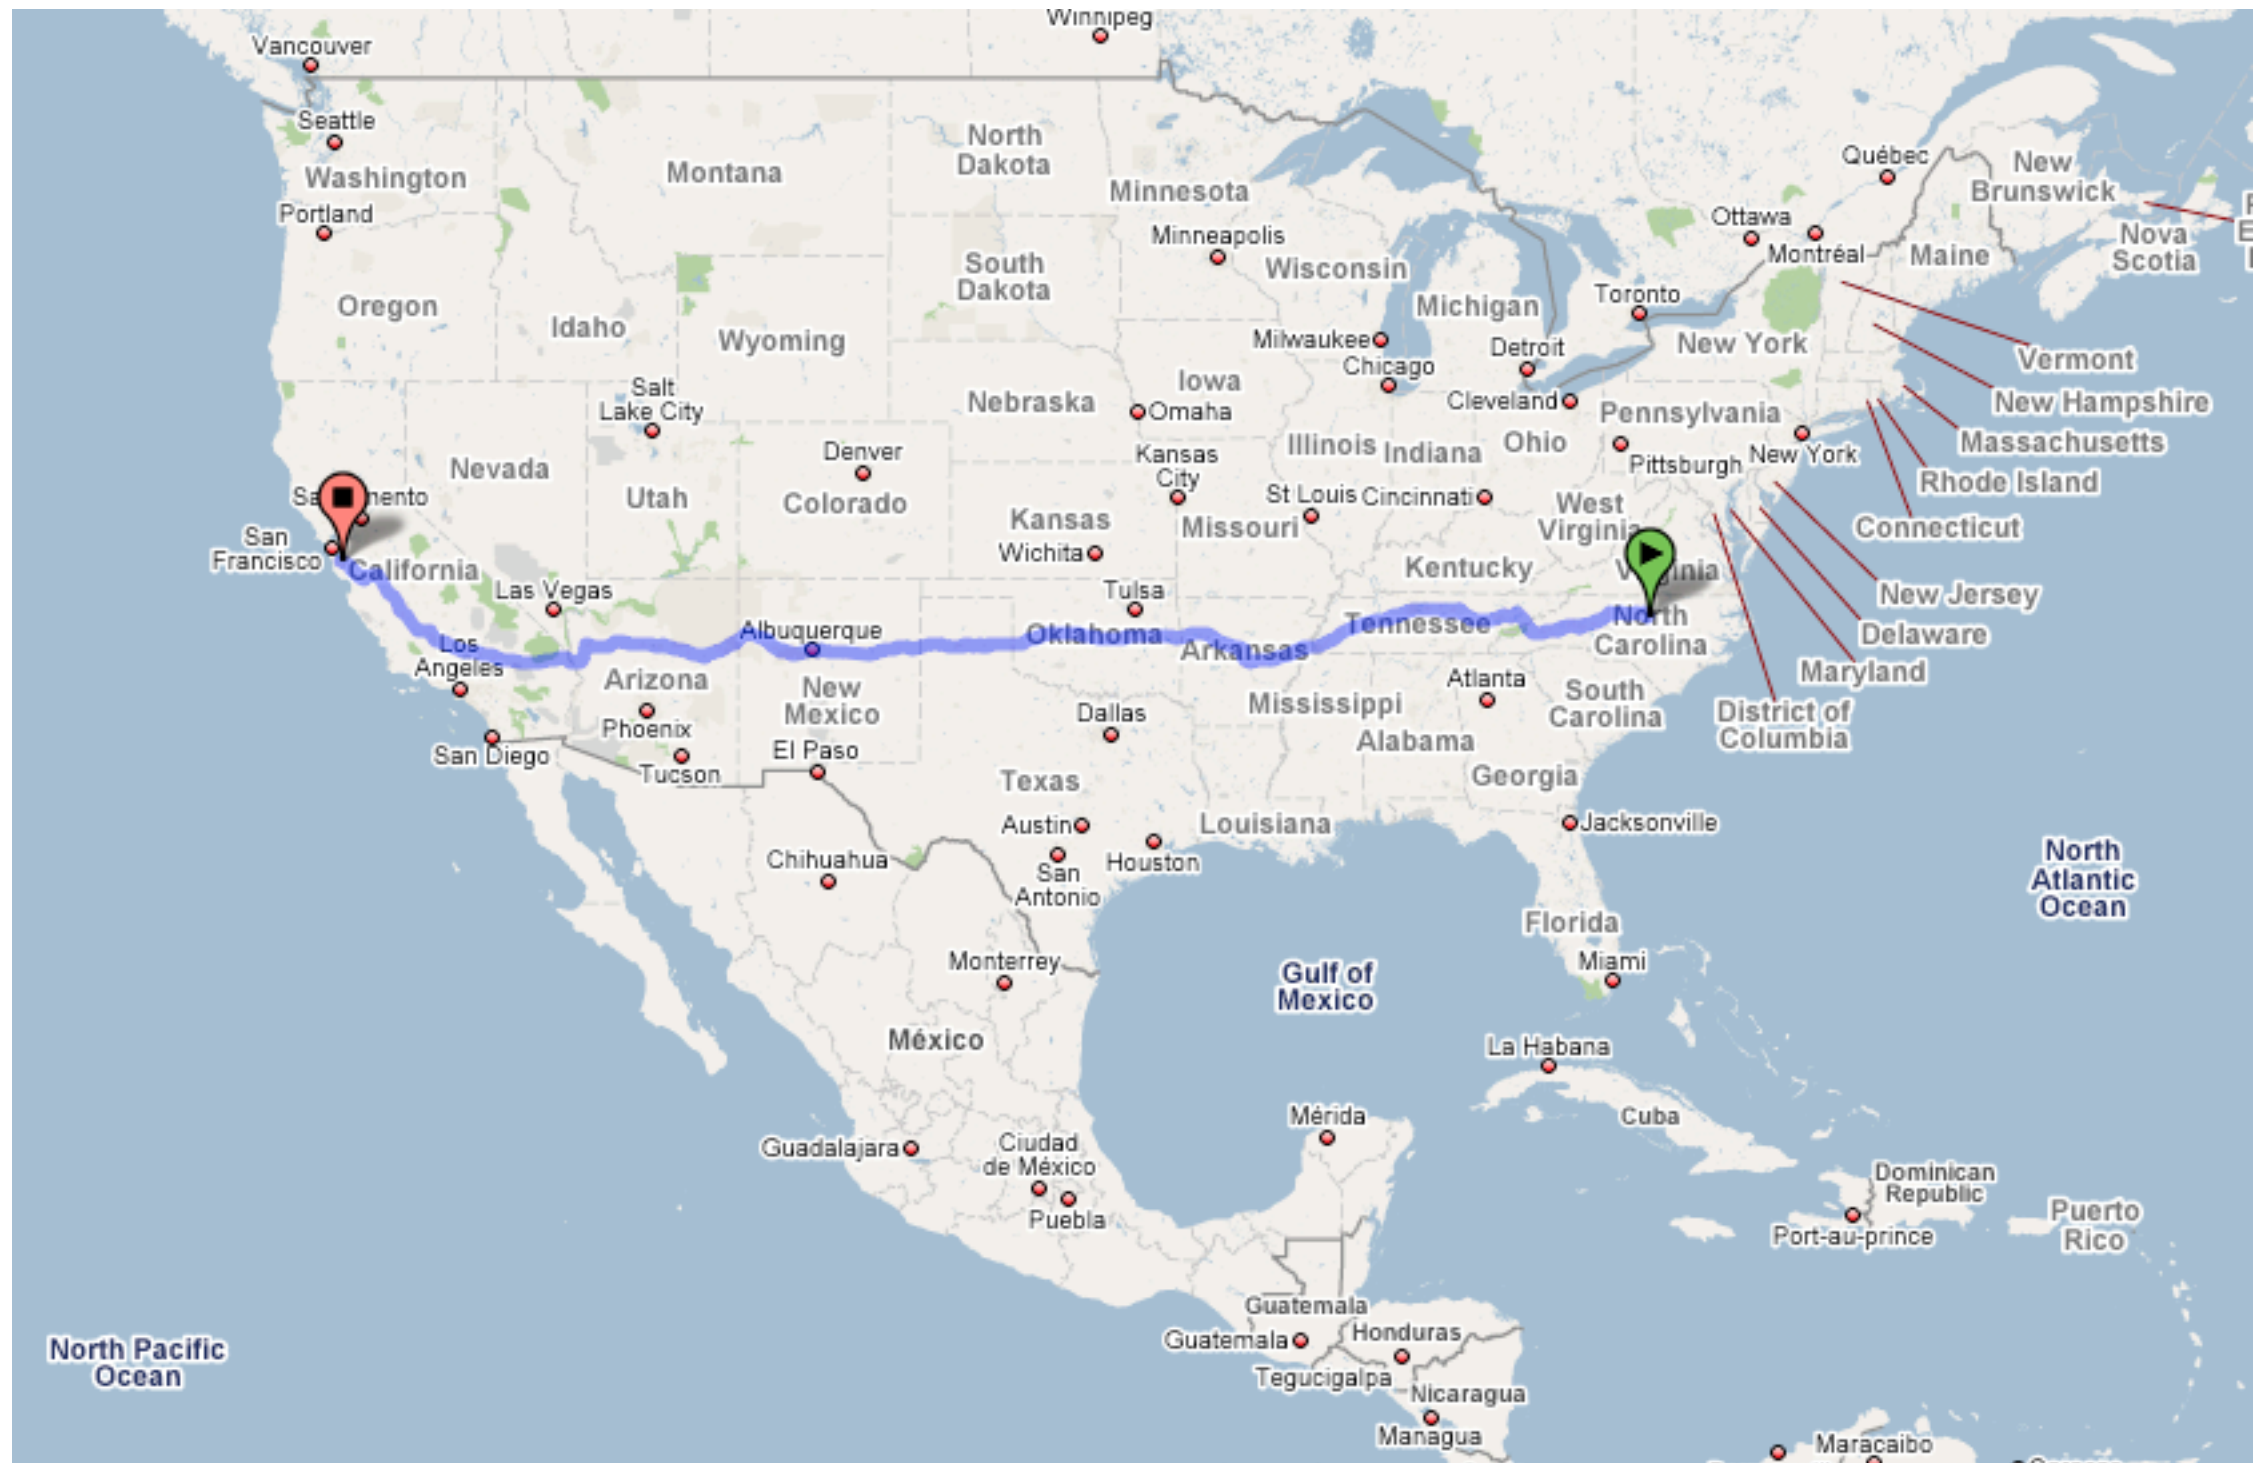 Winnipeg
Vancouver
Seattle
Washington
Portland
Montana
North
Dakota
Minnesota
Québec
New
Brunswick
Ottawa
Montréal
Maine
Nova
Scotia
Minneapolis
Wisconsin
South
Dakota
Oregon
Idaho
Wyoming
Michigan
Toronto
Milwaukee
Chicago
Detroit
New York
Vermont
Salt
Lake City
Nebraska
Iowa
Omaha
Cleveland
Pennsylvania
New Hampshire
Nevada
Utah
Denver
Colorado
Kansas
City
Illinois
Indiana
Ohio
Pittsburgh
New York
Massachusetts
Rhode Island
Connecticut
San
Francisco
California
Kansas
Wichita
Missouri
St Louis
Cincinnati
West
Virginia
Kentucky
Virginia
New Jersey
Delaware
Maryland
District of
Columbia
Las Vegas
Tulsa
Albuquerque
Oklahoma
Arkansas
Tennessee
North
Carolina
Los
Angeles
Arizona
Phoenix
New
Mexico
Dallas
Mississippi
Atlanta
South
Carolina
San Diego
Tucson
El Paso
Texas
Alabama
Georgia
Austin
Houston
Louisiana
Jacksonville
Chihuahua
San
Antonio
North
Atlantic
Ocean
Florida
Monterrey
Gulf of
Mexico
Miami
México
La Habana
Cuba
Guadalajara
Ciudad
de México
Puebla
Mérida
Dominican
Republic
Port-au-prince
Puerto
Rico
North Pacific
Ocean
Guatemala
Guatemala
Honduras
Tegucigalpa
Nicaragua
Managua
Maracaibo